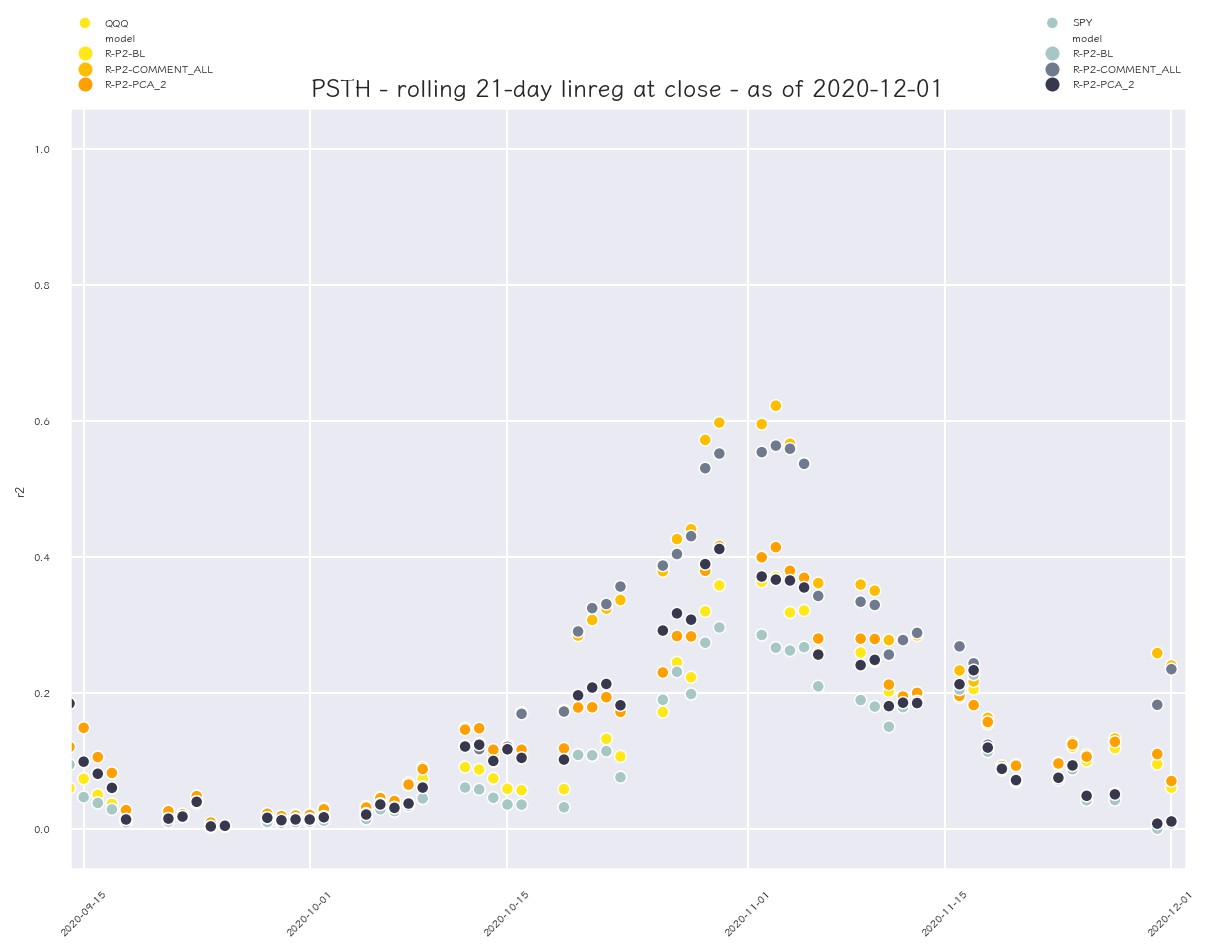 QQQ
model
R-P2-BL
R-P2-COMMENT_ALL
R-P2-PCA_2
SPY
model
R-P2-BL
R-P2-COMMENT_ALL
R-P2-PCA_2
PSTH - rolling 21-day linreg at close - as of 2020-12-01
1.0
0.8
0.6
0.4
0.2
0.0
r2
2020-09-15
2020-10-01
2020-10-15
2020-11-01
2020-11-15
2020-12-01